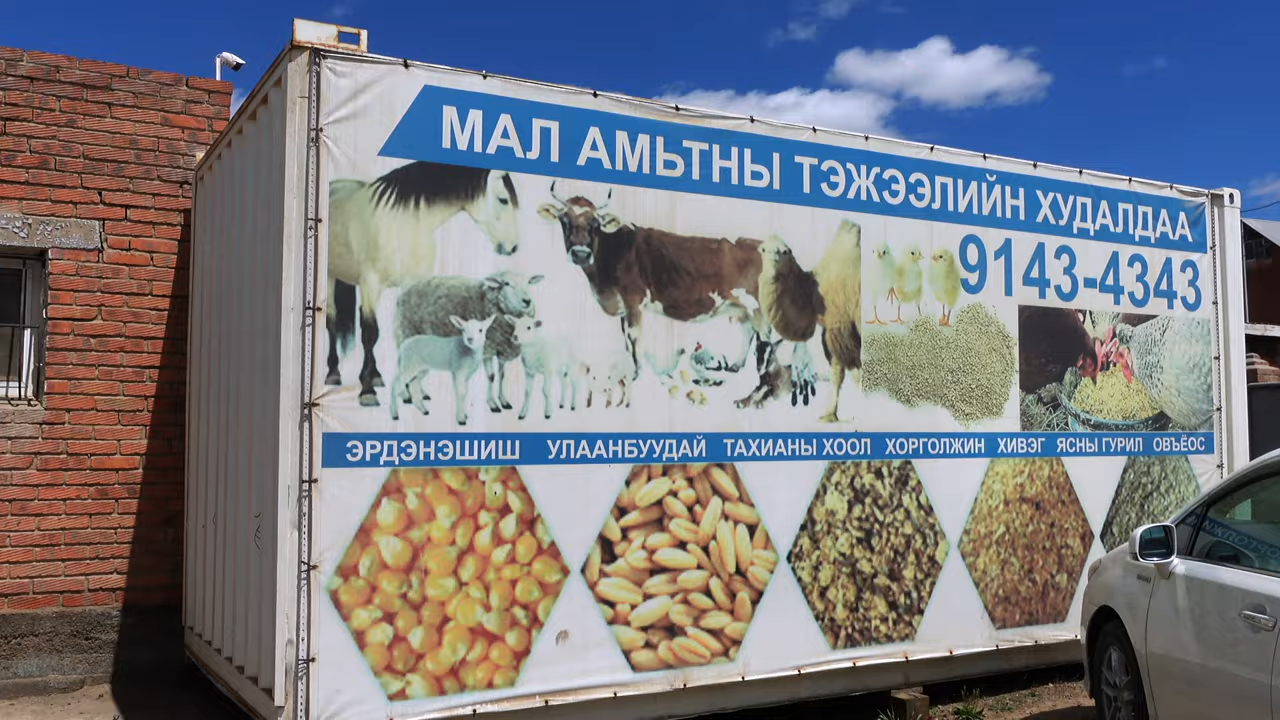 МАЛ АМЬТНЫ ТЭЖЭЭЛИЙН ХУДАЛДАА
9143-4343
ЭРДЭНЭШИШ УЛААНБУУДАЙ ТАХИАНЫ ХООЛ ХОРГОЛЖИН ХИВЭГ ЯСНЫ ГУРИЛ ОВЪЁОС